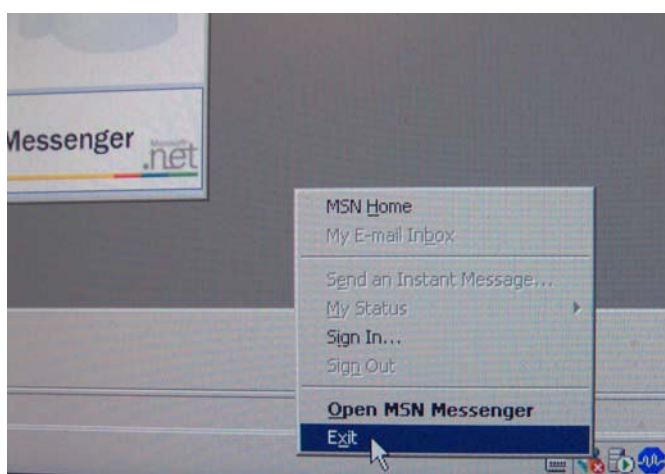 Messenger
Microsoft
.net
MSN Home
My E-mail Inbox
Send an Instant Message...
My Status
Sign In...
Sign Out
Open MSN Messenger
Exit